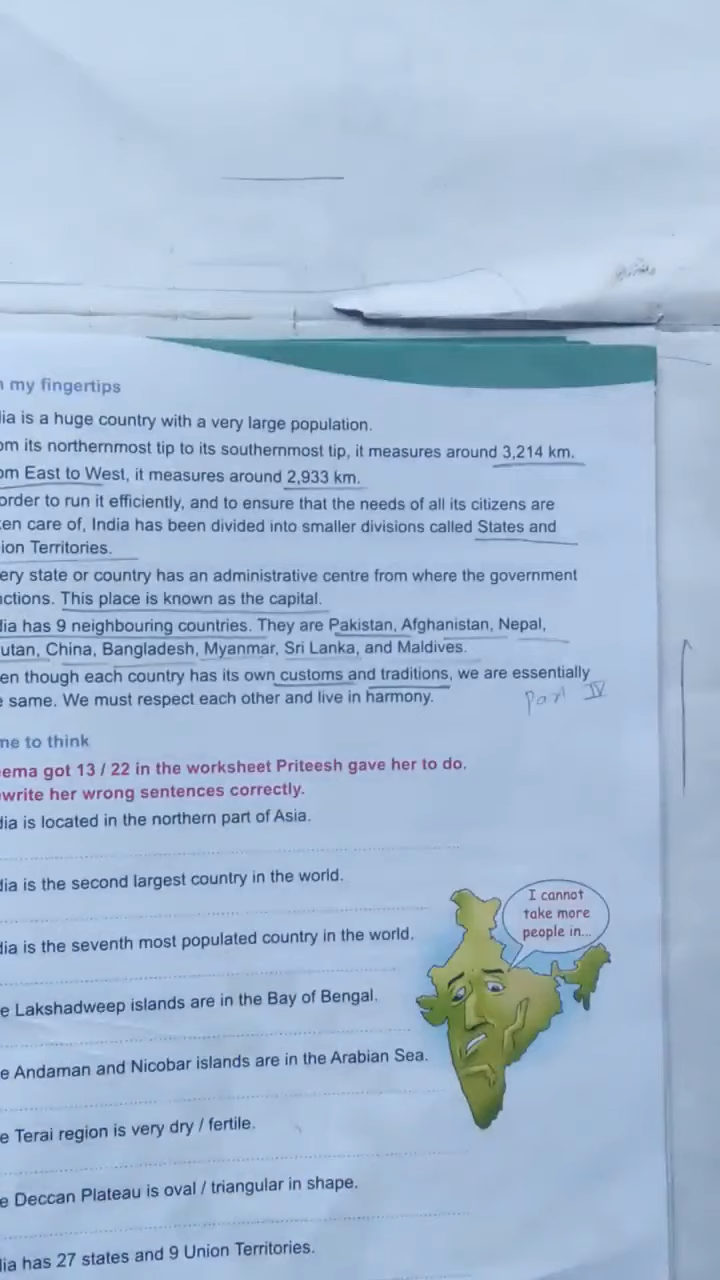 my fingertips
dia is a huge country with a very large population.
om its northernmost tip to its southernmost tip, it measures around 3,214 km.
om East to West, it measures around 2,933 km.
order to run it efficiently, and to ensure that the needs of all its citizens are
ken care of, India has been divided into smaller divisions called States and
ion Territories.
ery state or country has an administrative centre from where the government
nctions. This place is known as the capital.
dia has 9 neighbouring countries. They are Pakistan, Afghanistan, Nepal,
utan, China, Bangladesh, Myanmar, Sri Lanka, and Maldives.
en though each country has its own customs and traditions, we are essentially
e same. We must respect each other and live in harmony.
Part IV
me to think
ema got 13 / 22 in the worksheet Priteesh gave her to do.
write her wrong sentences correctly.
dia is located in the northern part of Asia.
dia is the second largest country in the world.
dia is the seventh most populated country in the world.
e Lakshadweep islands are in the Bay of Bengal.
e Andaman and Nicobar islands are in the Arabian Sea.
e Terai region is very dry / fertile.
e Deccan Plateau is oval / triangular in shape.
dia has 27 states and 9 Union Territories.
I cannot
take more
people in...